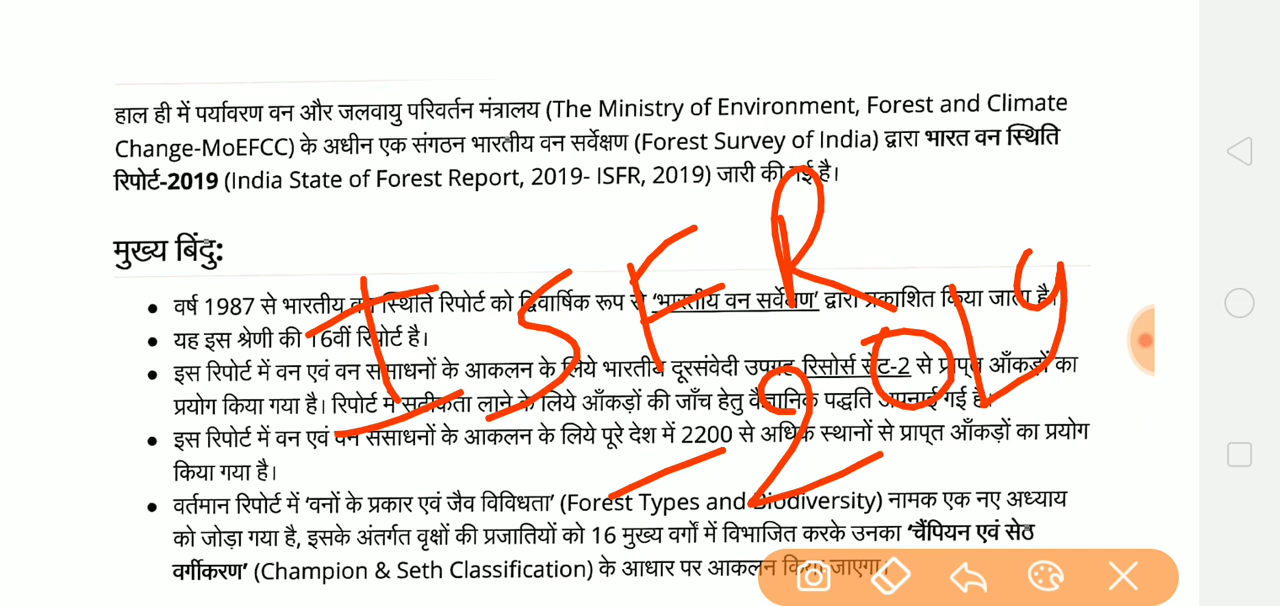 हाल ही में पर्यावरण वन और जलवायु परिवर्तन मंत्रालय (The Ministry of Environment, Forest and Climate
Change-MoEFCC) के अधीन एक संगठन भारतीय वन सर्वेक्षण (Forest Survey of India) द्वारा भारत वन स्थिति
रिपोर्ट-2019 (India State of Forest Report, 2019- ISFR, 2019) जारी की गई है।
मुख्य बिंदु:
• वर्ष 1987 से भारतीय वन स्थिति रिपोर्ट को द्विवार्षिक रूप से ‘भारतीय वन सर्वेक्षण’ द्वारा प्रकाशित किया जाता है।
• यह इस श्रेणी की 16वीं रिपोर्ट है।
• इस रिपोर्ट में वन एवं वन संसाधनों के आकलन के लिये भारतीय दूरसंवेदी उपग्रह रिसोर्स सेट-2 से प्राप्त आँकड़ों का
प्रयोग किया गया है। रिपोर्ट में सटीकता लाने के लिये आँकड़ों की जाँच हेतु वैज्ञानिक पद्धति अपनाई गई है।
• इस रिपोर्ट में वन एवं वन संसाधनों के आकलन के लिये पूरे देश में 2200 से अधिक स्थानों से प्राप्त आँकड़ों का प्रयोग
किया गया है।
• वर्तमान रिपोर्ट में ‘वनों के प्रकार एवं जैव विविधता’ (Forest Types and Biodiversity) नामक एक नए अध्याय
को जोड़ा गया है, इसके अंतर्गत वृक्षों की प्रजातियों को 16 मुख्य वर्गों में विभाजित करके उनका ‘चैंपियन एवं सेठ
वर्गीकरण’ (Champion & Seth Classification) के आधार पर आकलन किया जाएगा।
ISFR
-2019